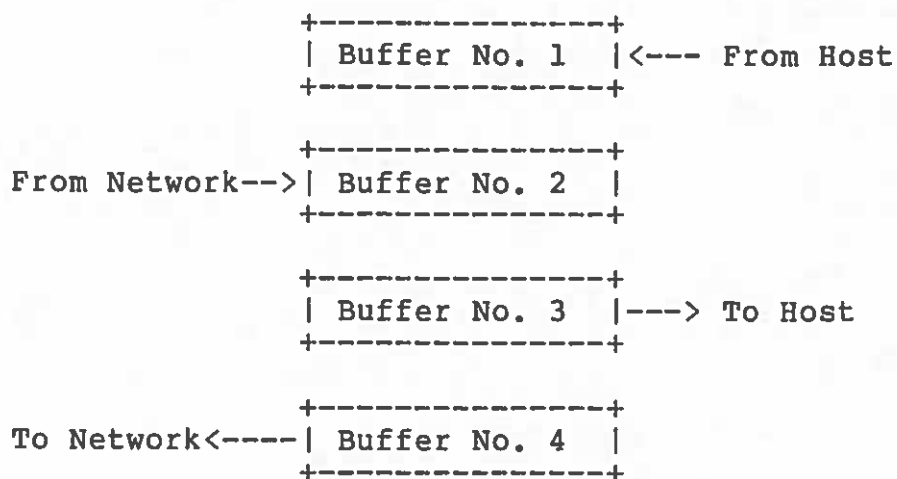 Buffer No. 1 <--- From Host
From Network--> Buffer No. 2
Buffer No. 3 ---> To Host
To Network<---- Buffer No. 4